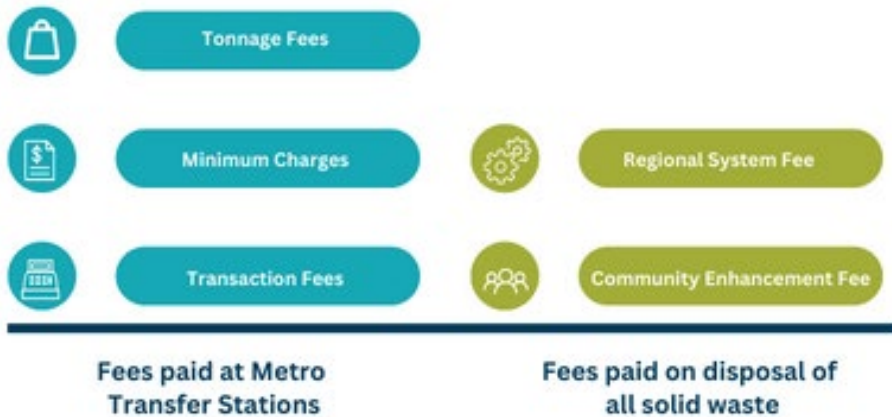 Tonnage Fees
Minimum Charges
Regional System Fee
Transaction Fees
Community Enhancement Fee
Fees paid at Metro
Transfer Stations
Fees paid on disposal of
all solid waste